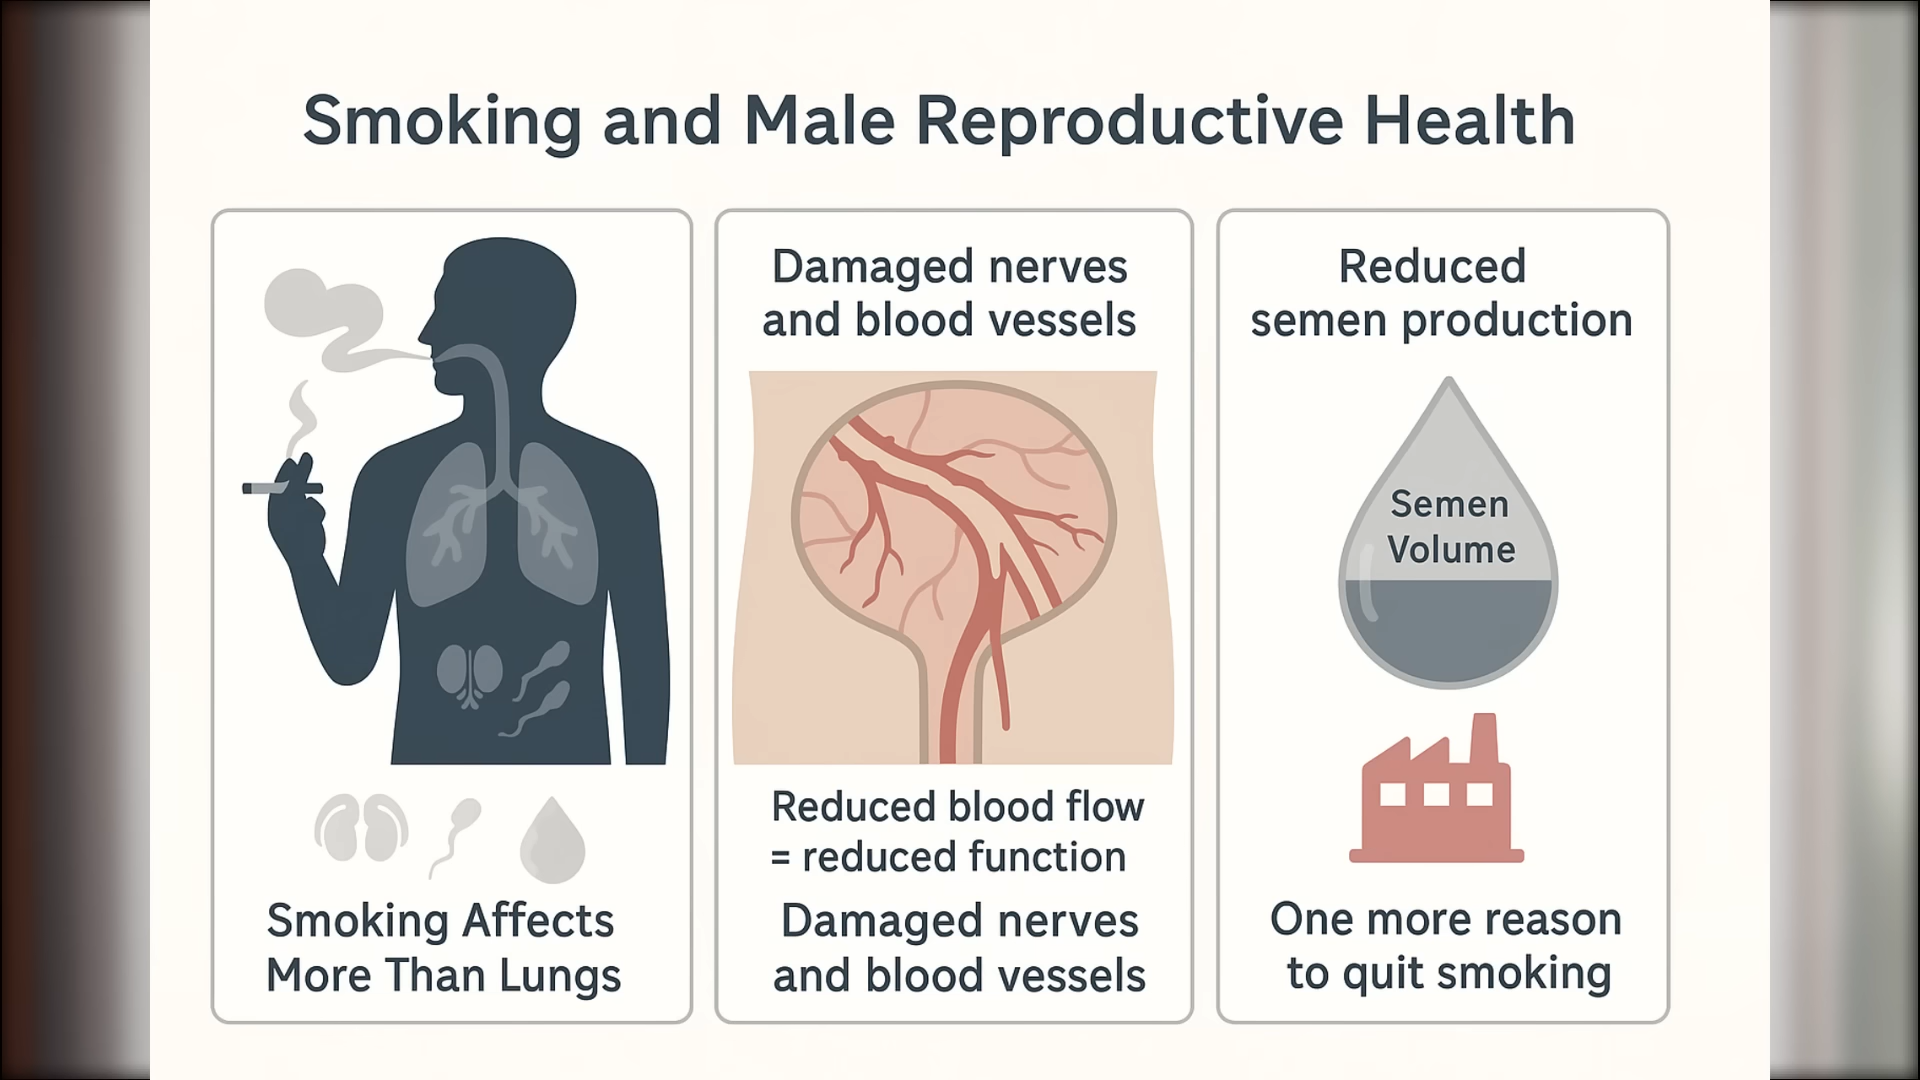 Smoking and Male Reproductive Health
Smoking Affects
More Than Lungs
Damaged nerves
and blood vessels
Reduced blood flow
= reduced function
Damaged nerves
and blood vessels
Reduced
semen production
Semen
Volume
One more reason
to quit smoking